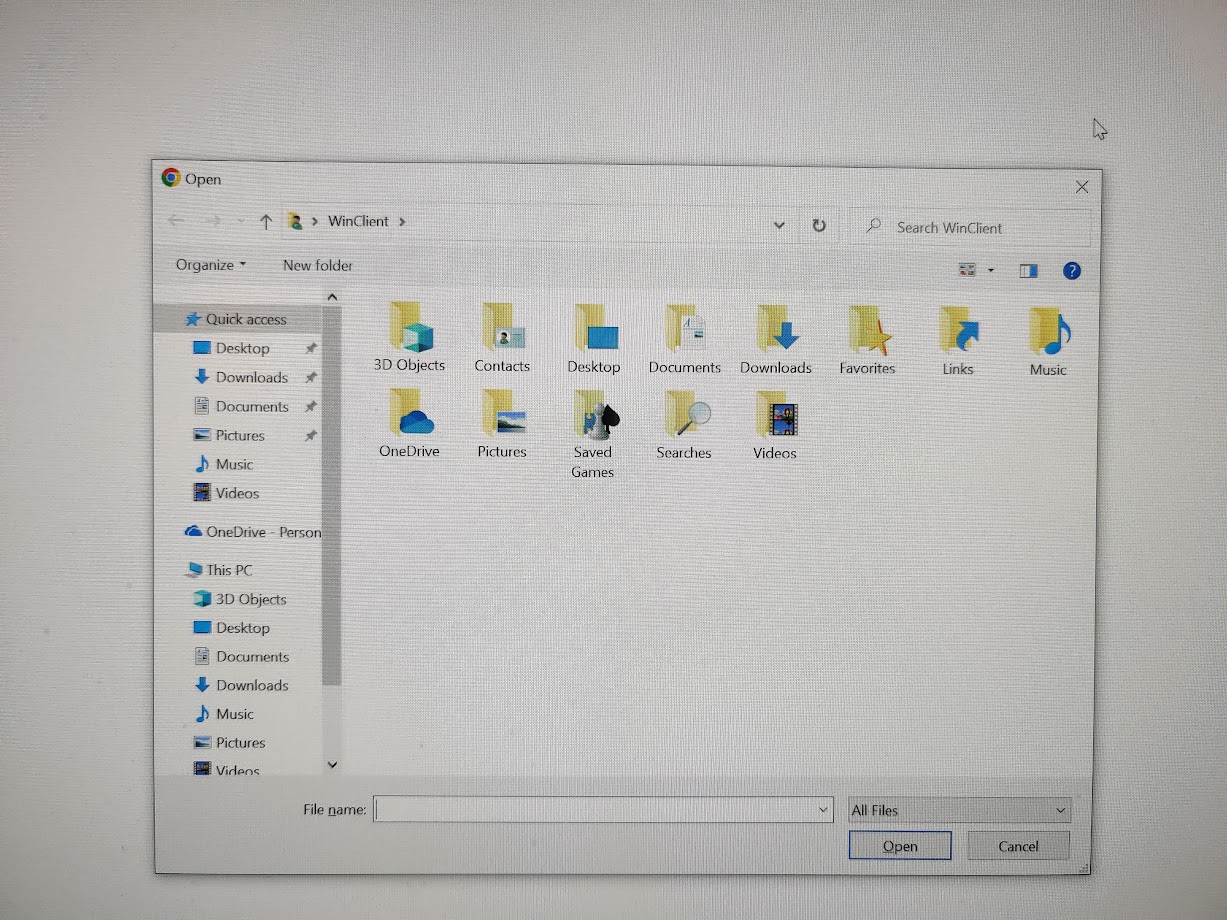 Open
WinClient
Search WinClient
Organize
New folder
Quick access
Desktop
Downloads
Documents
Pictures
Music
Videos
OneDrive - Person
This PC
3D Objects
Desktop
Documents
Downloads
Music
Pictures
Videos
3D Objects
Contacts
Desktop
Documents
Downloads
Favorites
Links
Music
OneDrive
Pictures
Saved
Games
Searches
Videos
File name:
All Files
Open
Cancel